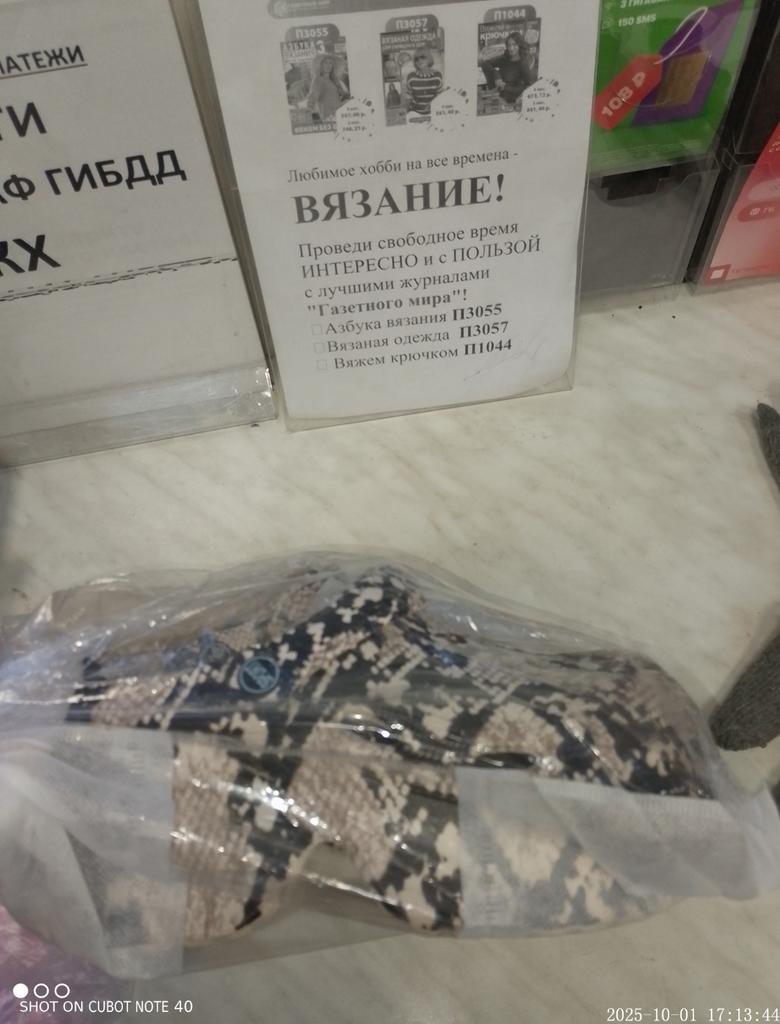 АТЕЖИ
ТИ
АФ ГИБДД
КХ
П3055
П3057
П1044
Любимое хобби на все времена -
ВЯЗАНИЕ!
Проведи свободное время
ИНТЕРЕСНО и с ПОЛЬЗОЙ
с лучшими журналами
"Газетного мира"!
Азбука вязания П3055
Вязаная одежда П3057
Вяжем крючком П1044
150 SMS
108 ₽
SHOT ON CUBOT NOTE 40
2025-10-01 17:13:44